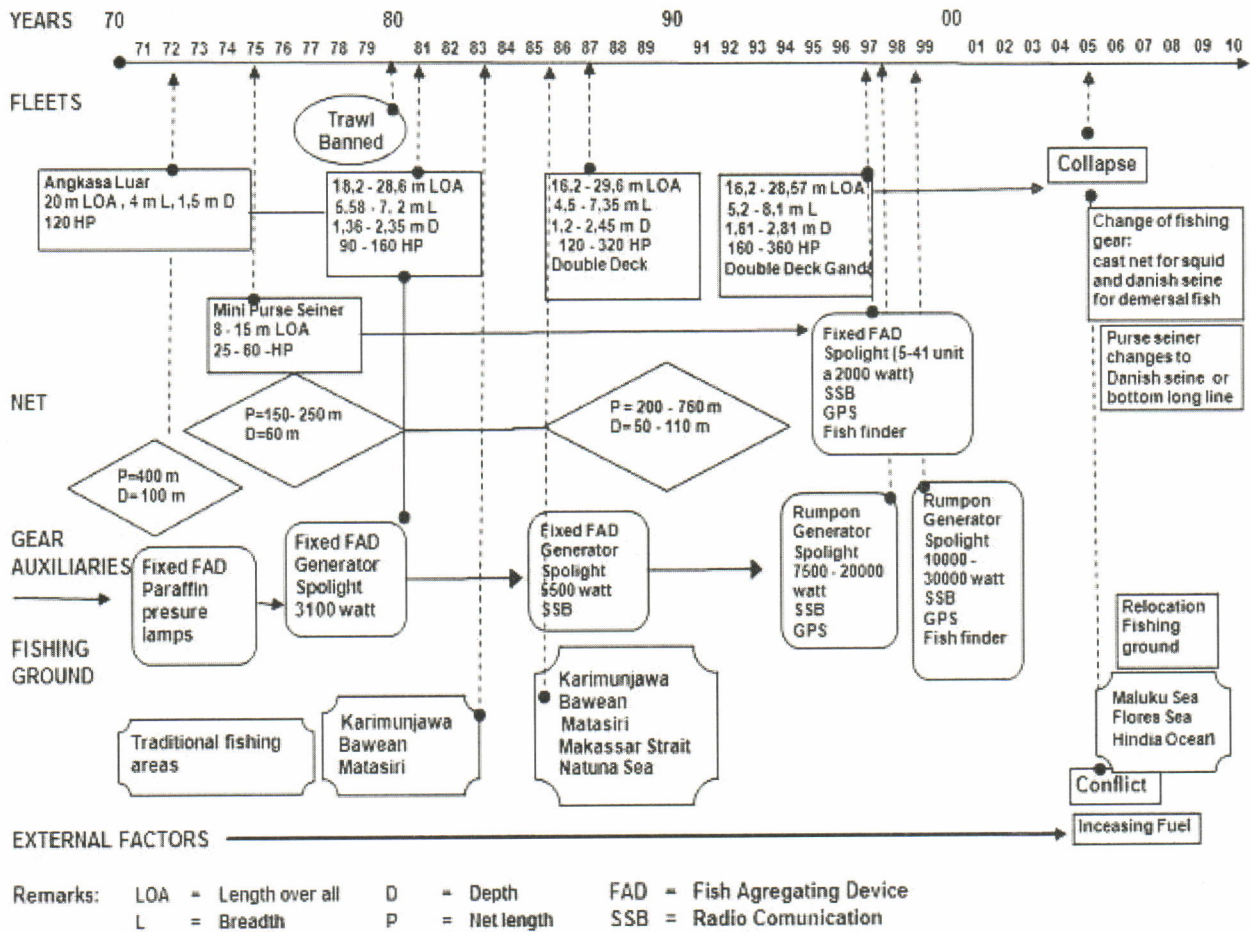 YEARS 70 80 90 00
71 72 73 74 75 76 77 78 79 81 82 83 84 85 86 87 88 89 91 92 93 94 95 96 97 98 99 01 02 03 04 05 06 07 08 09 10
FLEETS
Trawl
Banned
Angkasa Luar
20 m LOA , 4 m L, 1,5 m D
120 HP
18,2 - 28,6 m LOA
5,58 - 7, 2 m L
1,36 - 2,35 m D
90 - 160 HP
16,2 - 29,6 m LOA
4,5 - 7,35 m L
1,2 - 2,45 m D
120 - 320 HP
Double Deck
16,2 - 28,57 m LOA
5,2 - 8,1 m L
1,61 - 2,81 m D
160 - 360 HP
Double Deck Ganda
Collapse
Change of fishing
gear:
cast net for squid
and danish seine
for demersal fish
Mini Purse Seiner
8 - 15 m LOA
25 - 60 -HP
Fixed FAD
Spolight (5-41 unit
a 2000 watt)
SSB
GPS
Fish finder
Purse seiner
changes to
Danish seine or
bottom long line
NET
P=150- 250 m
D=60 m
P = 200 - 760 m
D= 50 - 110 m
P=400 m
D= 100 m
GEAR
AUXILIARIES
Fixed FAD
Paraffin
presure
lamps
Fixed FAD
Generator
Spolight
3100 watt
Fixed FAD
Generator
Spolight
5500 watt
SSB
Rumpon
Generator
Spolight
7500 - 20000
watt
SSB
GPS
Rumpon
Generator
Spolight
10000 -
30000 watt
SSB
GPS
Fish finder
Relocation
Fishing
ground
FISHING
GROUND
Traditional fishing
areas
Karimunjawa
Bawean
Matasiri
Karimunjawa
Bawean
Matasiri
Makassar Strait
Natuna Sea
Maluku Sea
Flores Sea
Hindia Ocean
Conflict
EXTERNAL FACTORS
Inceasing Fuel
Remarks: LOA = Length over all D = Depth FAD = Fish Agregating Device
L = Breadth P = Net length SSB = Radio Comunication